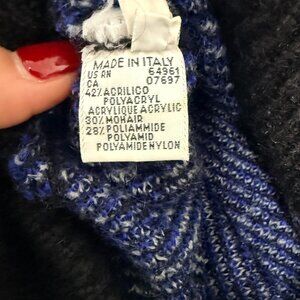 MADE IN ITALY
US RN 64961
CA 07697
42% ACRILICO
POLYACRYL
ACRYLIQUE ACRYLIC
30% MOHAIR
28% POLIAMMIDE
POLYAMID
POLYAMIDE NYLON